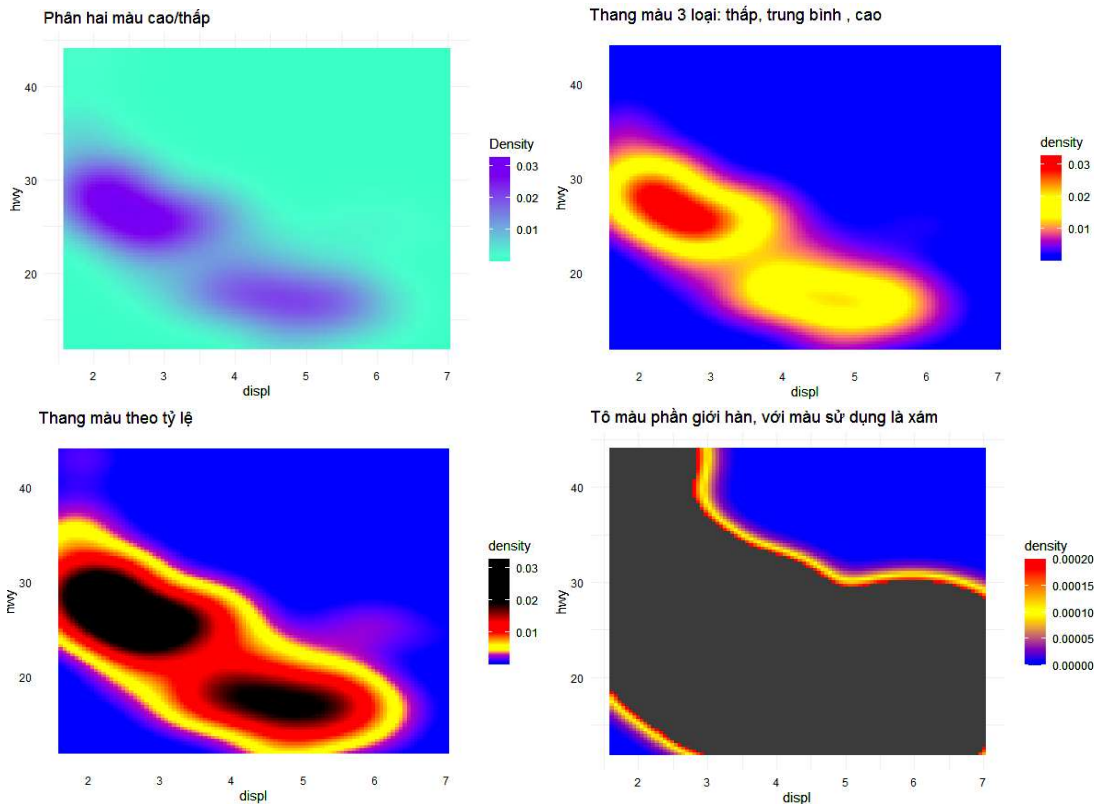 Phân hai màu cao/thấp
40
30
20
hwy
2 3 4 5 6 7
displ
Density
0.03
0.02
0.01
Thang màu 3 loại: thấp, trung bình , cao
40
30
20
hwy
2 3 4 5 6 7
displ
density
0.03
0.02
0.01
Thang màu theo tỷ lệ
40
30
20
hwy
2 3 4 5 6 7
displ
density
0.03
0.02
0.01
Tô màu phần giới hàn, với màu sử dụng là xám
40
30
20
hwy
2 3 4 5 6 7
displ
density
0.00020
0.00015
0.00010
0.00005
0.00000